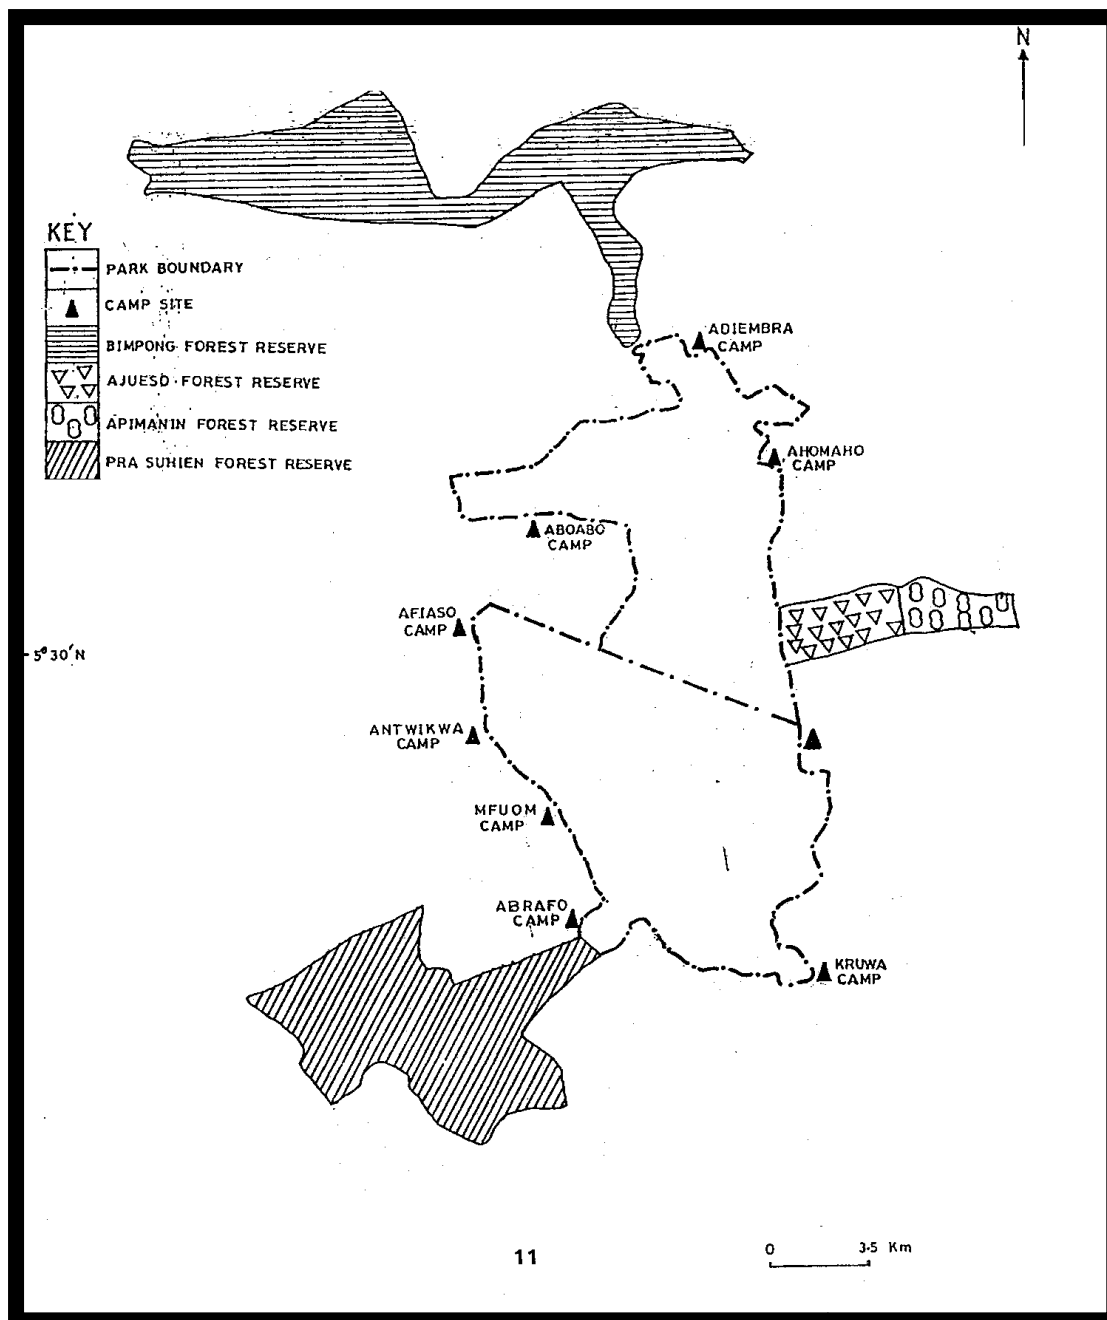 N
KEY
PARK BOUNDARY
CAMP SITE
BIMPONG FOREST RESERVE
AJUESO FOREST RESERVE
APIMANIN FOREST RESERVE
PRA SUHIEN FOREST RESERVE
ADIEMBRA
CAMP
AHOMAHO
CAMP
ABOABO
CAMP
AFIASO
CAMP
5°30'N
ANTWIKWA
CAMP
MFUOM
CAMP
ABRAFO
CAMP
KRUWA
CAMP
11
0 3.5 Km